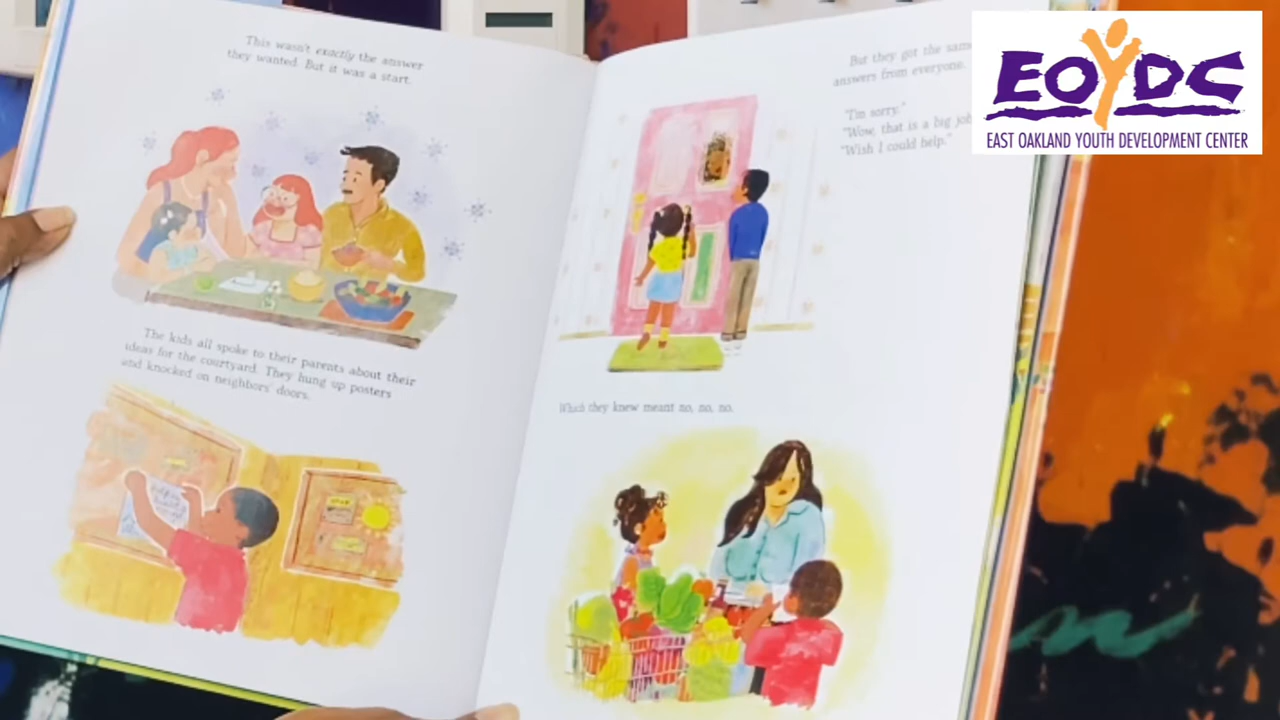 This wasn't exactly the answer
they wanted. But it was a start.
The kids all spoke to their parents about their
ideas for the courtyard. They hung up posters
and knocked on neighbors' doors.
But they got the same
answers from everyone.
"I'm sorry."
"Wow, that is a big job
"Wish I could help."
Which they knew meant no, no, no.
EOYDC
EAST OAKLAND YOUTH DEVELOPMENT CENTER